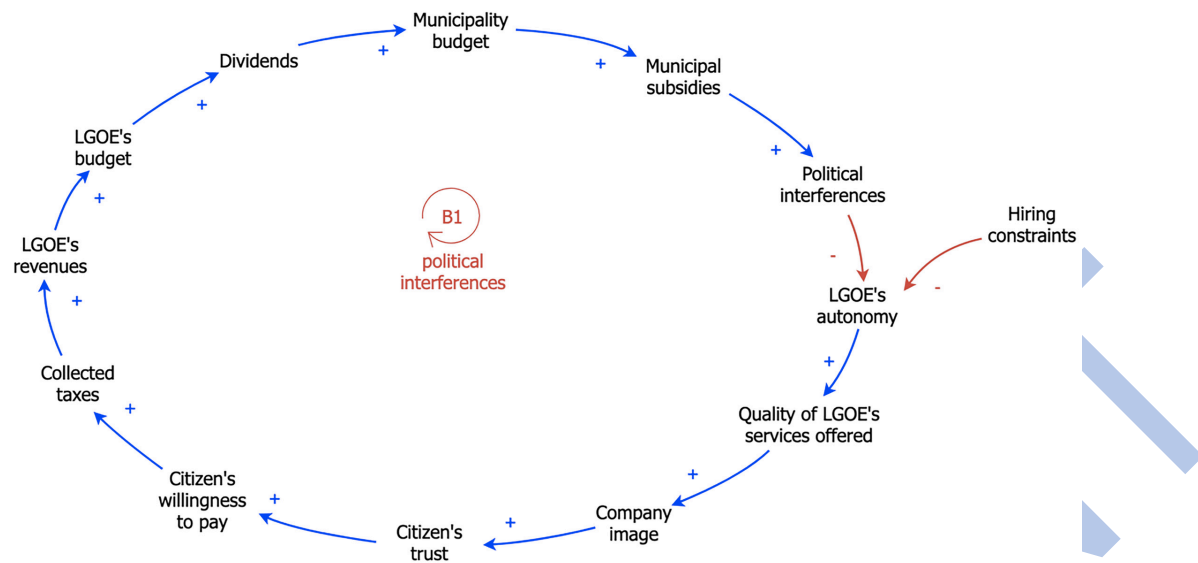 Municipality
budget
+
Dividends
+
Municipal
subsidies
+
LGOE's
budget
+
Political
interferences
-
Hiring
constraints
-
B1
political
interferences
LGOE's
revenues
+
LGOE's
autonomy
+
Collected
taxes
+
Quality of LGOE's
services offered
+
Citizen's
willingness
to pay
+
Company
image
+
Citizen's
trust
+